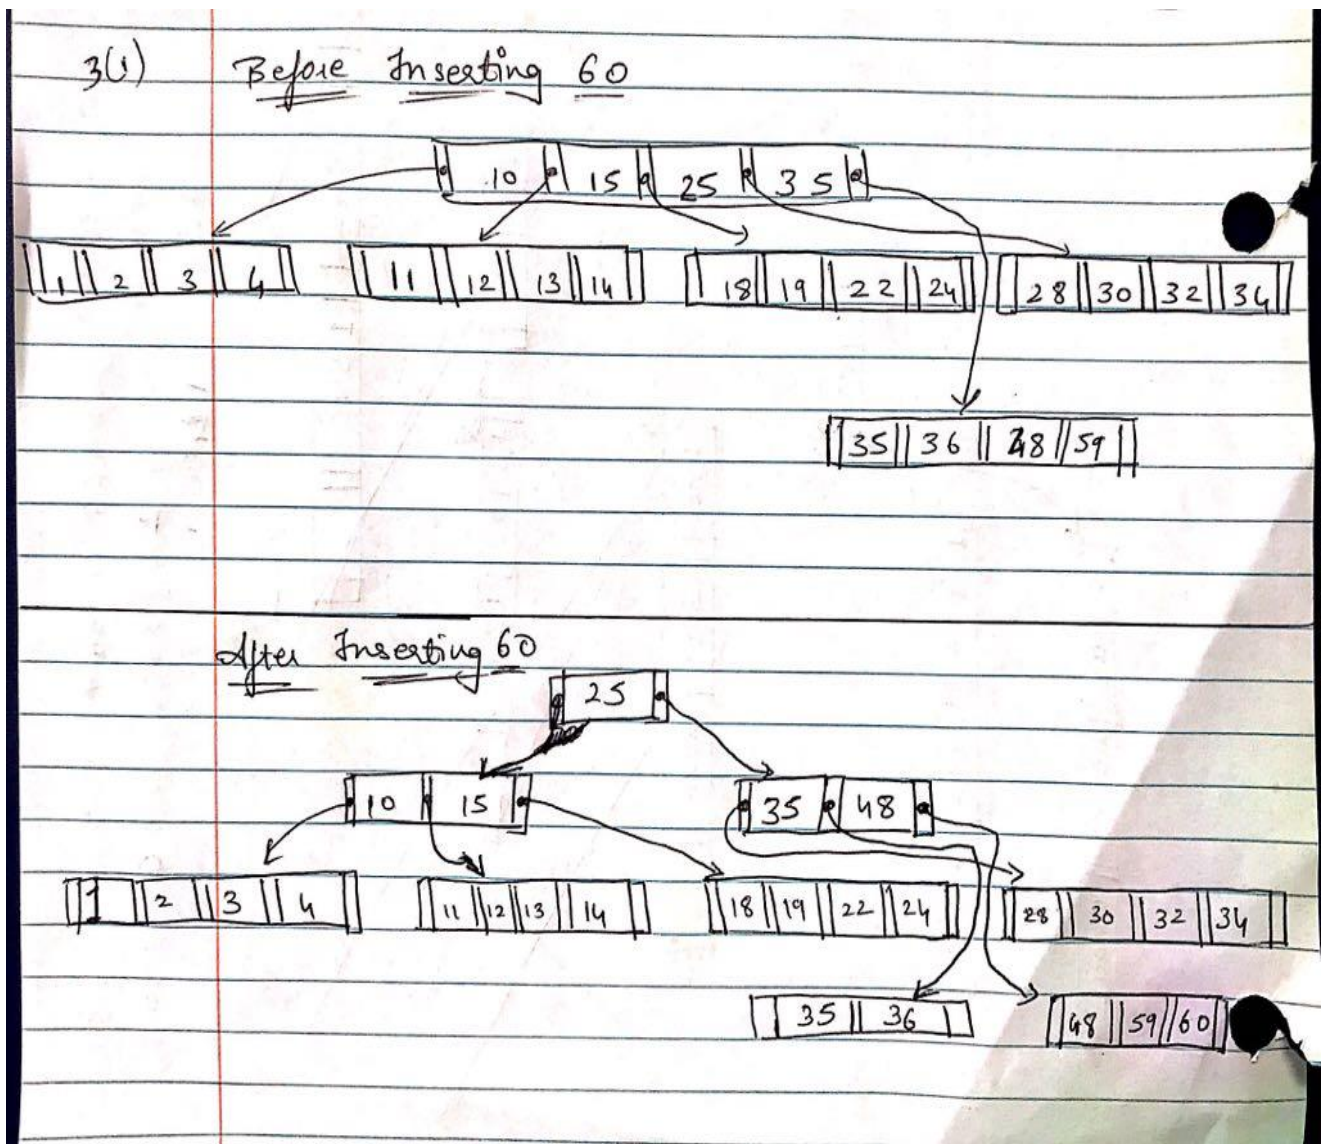 3(i) Before Inserting 60
10 15 25 35
1 2 3 4 11 12 13 14 18 19 22 24 28 30 32 34
35 36 48 59
After Inserting 60
25
10 15 35 48
1 2 3 4 11 12 13 14 18 19 22 24 28 30 32 34
35 36 48 59 60